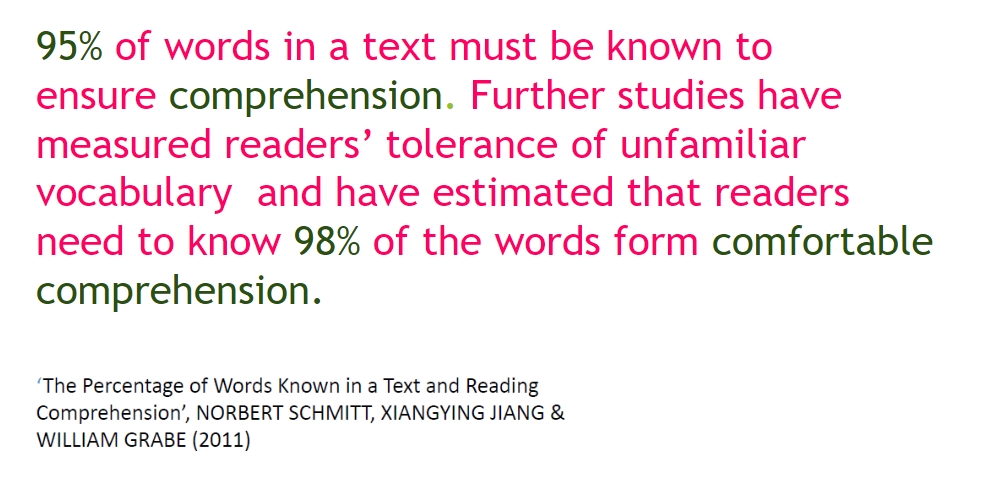 95% of words in a text must be known to
ensure comprehension. Further studies have
measured readers’ tolerance of unfamiliar
vocabulary  and have estimated that readers
need to know 98% of the words form comfortable
comprehension.
‘The Percentage of Words Known in a Text and Reading
Comprehension’, NORBERT SCHMITT, XIANGYING JIANG &
WILLIAM GRABE (2011)